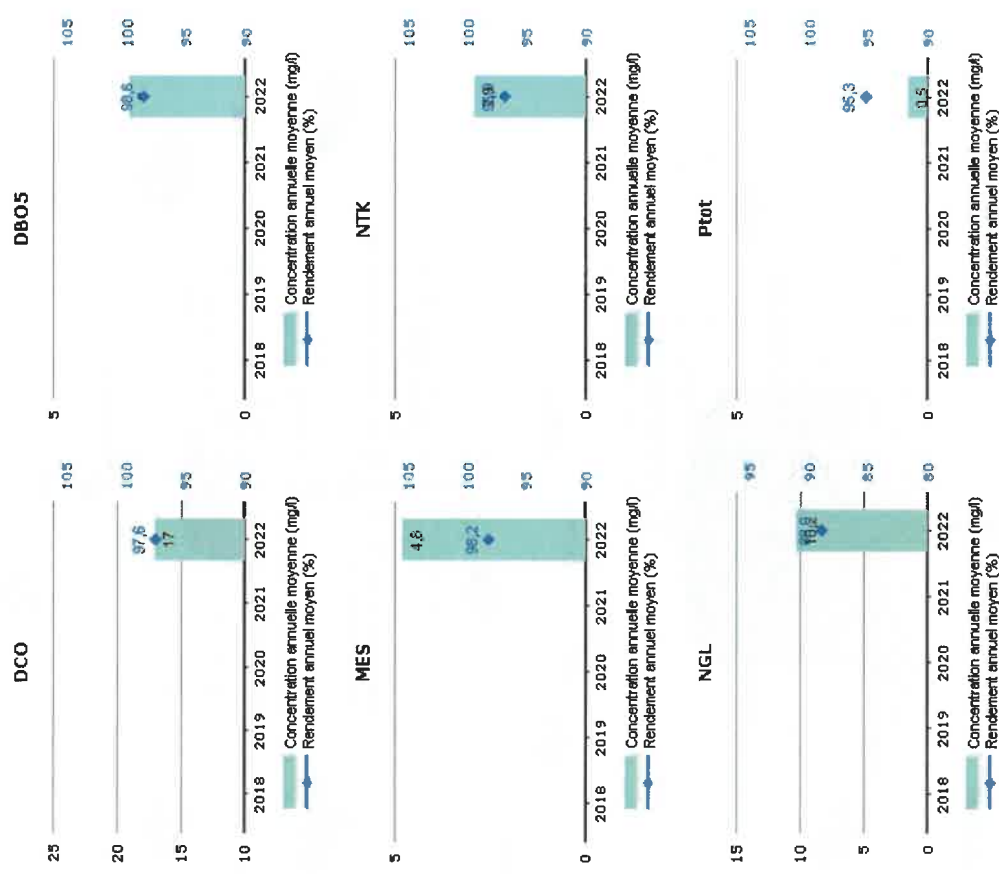 DCO
25
20
15
10
105
100
95
90
97,6
17
2018 2019 2020 2021 2022
Concentration annuelle moyenne (mg/l)
Rendement annuel moyen (%)
DBO5
5
0
105
100
95
90
98,6
2018 2019 2020 2021 2022
Concentration annuelle moyenne (mg/l)
Rendement annuel moyen (%)
MES
5
0
105
100
95
90
4,8
98,2
2018 2019 2020 2021 2022
Concentration annuelle moyenne (mg/l)
Rendement annuel moyen (%)
NTK
5
0
105
100
95
90
2018 2019 2020 2021 2022
Concentration annuelle moyenne (mg/l)
Rendement annuel moyen (%)
NGL
15
10
5
0
95
90
85
80
10,2
2018 2019 2020 2021 2022
Concentration annuelle moyenne (mg/l)
Rendement annuel moyen (%)
Ptot
5
0
105
100
95
90
95,3
0,5
2018 2019 2020 2021 2022
Concentration annuelle moyenne (mg/l)
Rendement annuel moyen (%)